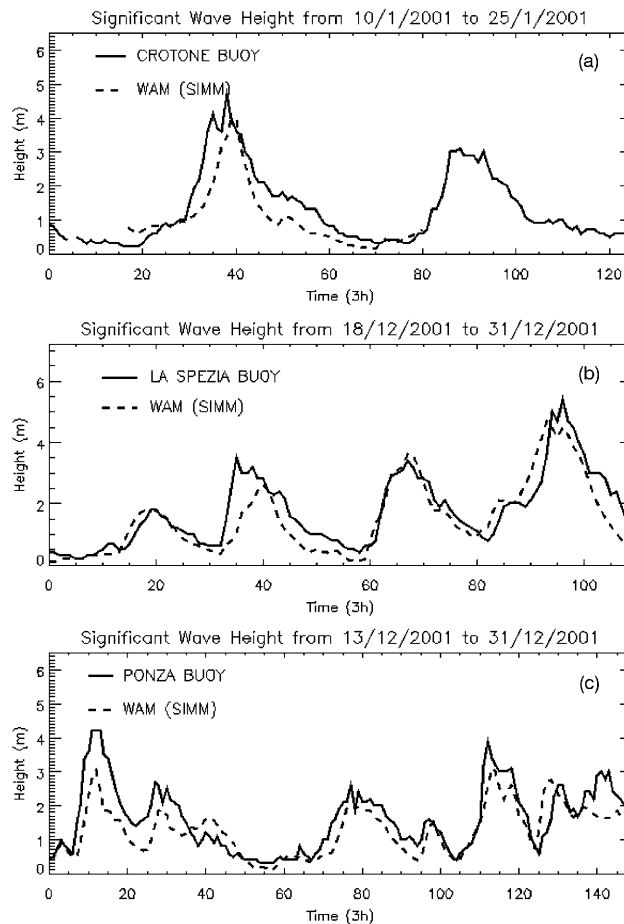 Significant Wave Height from 10/1/2001 to 25/1/2001
(a)
CROTONE BUOY
WAM (SIMM)
Height (m)
6
5
4
3
2
1
0
0 20 40 60 80 100 120
Time (3h)
Significant Wave Height from 18/12/2001 to 31/12/2001
(b)
LA SPEZIA BUOY
WAM (SIMM)
Height (m)
6
4
2
0
0 20 40 60 80 100
Time (3h)
Significant Wave Height from 13/12/2001 to 31/12/2001
(c)
PONZA BUOY
WAM (SIMM)
Height (m)
6
5
4
3
2
1
0
0 20 40 60 80 100 120 140
Time (3h)